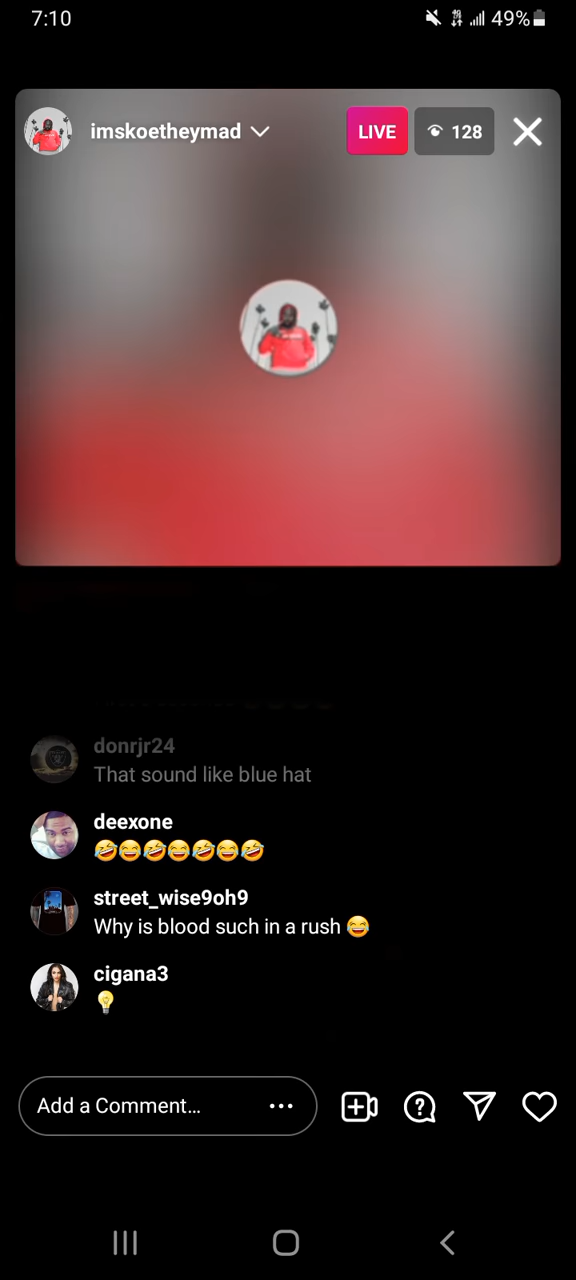 7:10
49%
imskoetheymad
LIVE
128
donrjr24
That sound like blue hat
deexone
🤣😂🤣😂🤣😂🤣
street_wise9oh9
Why is blood such in a rush 😂
cigana3
💡
Add a Comment...